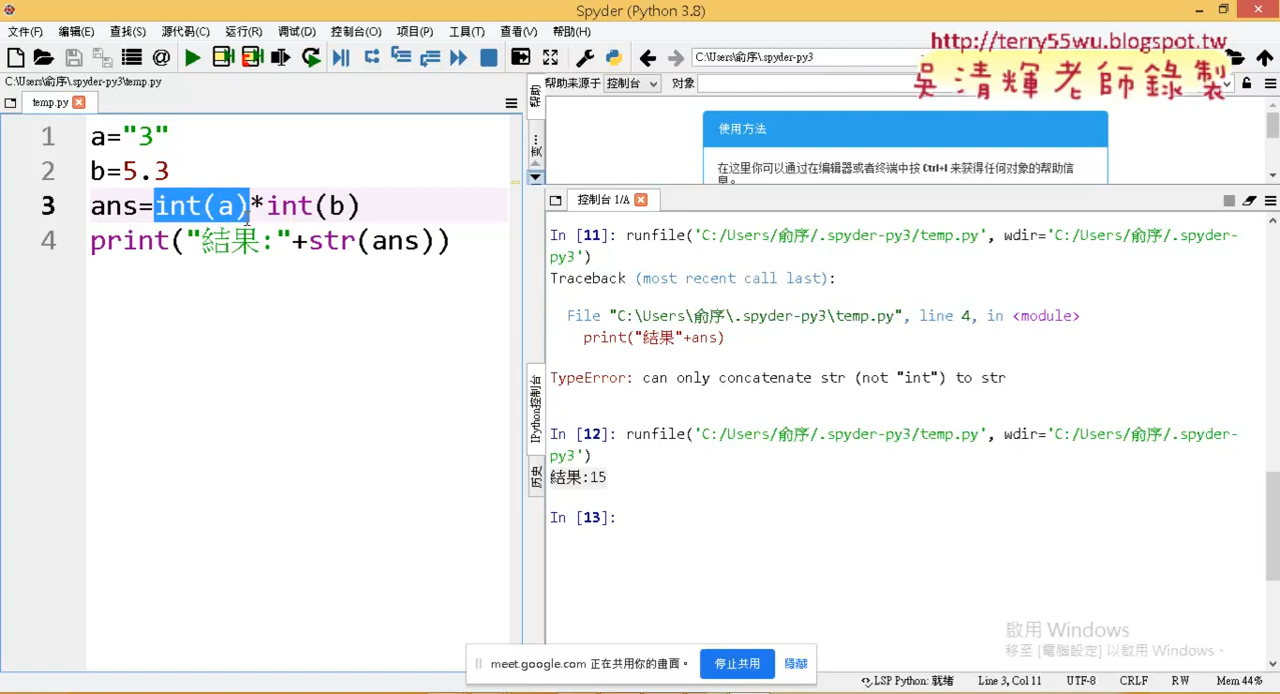 Spyder (Python 3.8)
文件(F) 编辑(E) 查找(S) 源代码(C) 运行(R) 调试(D) 控制台(O) 项目(P) 工具(T) 查看(V) 帮助(H)
C:\Users\俞序\spyder-py3
http://terry55wu.blogspot.tw
吳清輝老師錄製
C:\Users\俞序\spyder-py3\temp.py
帮助来源于 控制台 对象
temp.py
帮助
使用方法
在这里你可以通过在编辑器或者终端中按 Ctrl+I 来获得任何对象的帮助信息。
1 a="3"
2 b=5.3
3 ans=int(a)*int(b)
4 print("結果:"+str(ans))
控制台 1/A
In [11]: runfile('C:/Users/俞序/.spyder-py3/temp.py', wdir='C:/Users/俞序/.spyder-
py3')
Traceback (most recent call last):
File "C:\Users\俞序\.spyder-py3\temp.py", line 4, in <module>
print("結果"+ans)
TypeError: can only concatenate str (not "int") to str
In [12]: runfile('C:/Users/俞序/.spyder-py3/temp.py', wdir='C:/Users/俞序/.spyder-
py3')
結果:15
In [13]:
IPython控制台
历史
啟用 Windows
移至 [電腦設定] 以啟用 Windows。
meet.google.com 正在共用你的畫面。 停止共用 隱藏
LSP Python: 就绪 Line 3, Col 11 UTF-8 CRLF RW Mem 44%